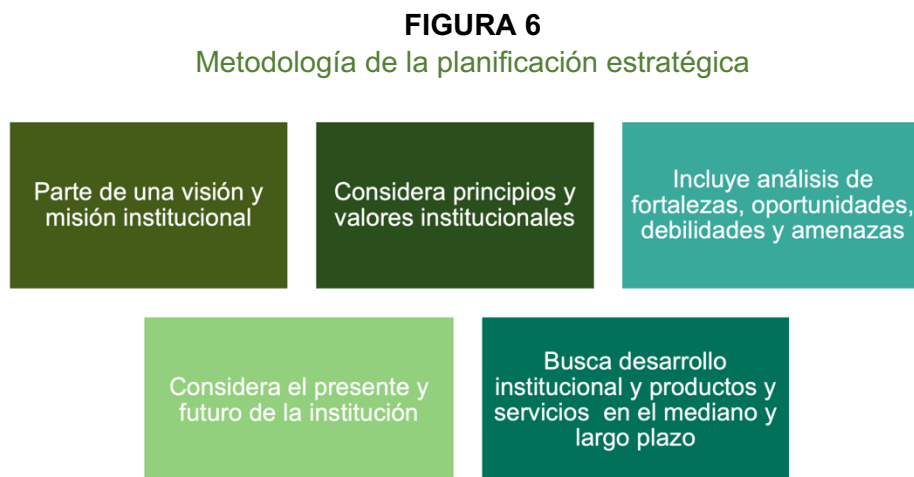 FIGURA 6
Metodología de la planificación estratégica
Parte de una visión y
misión institucional
Considera principios y
valores institucionales
Incluye análisis de
fortalezas, oportunidades,
debilidades y amenazas
Considera el presente y
futuro de la institución
Busca desarrollo
institucional y productos y
servicios en el mediano y
largo plazo